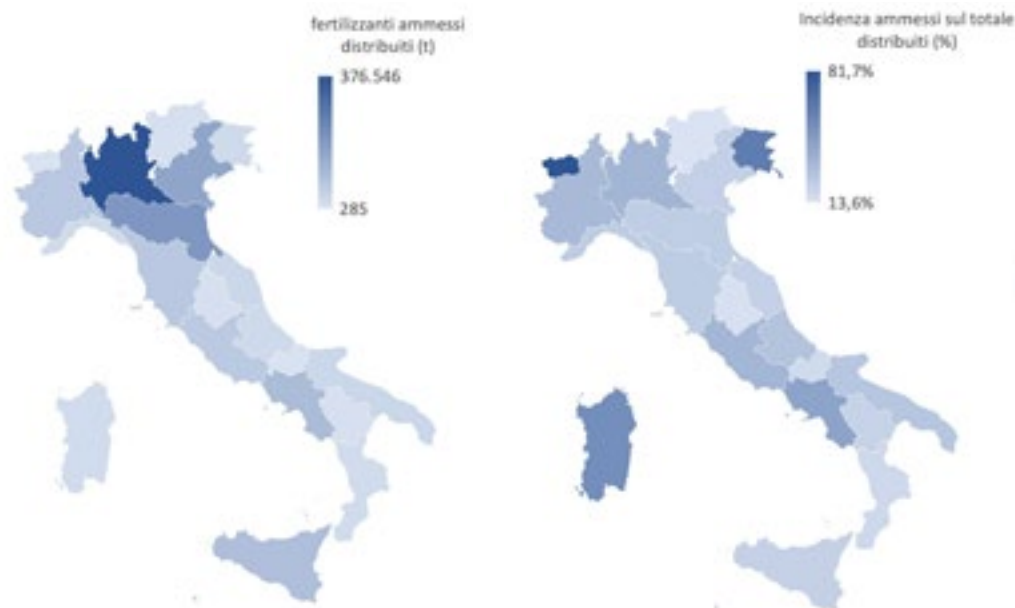 fertilizzanti ammessi
distribuiti (t)
376.546
285
Incidenza ammessi sul totale
distribuiti (%)
81,7%
13,6%